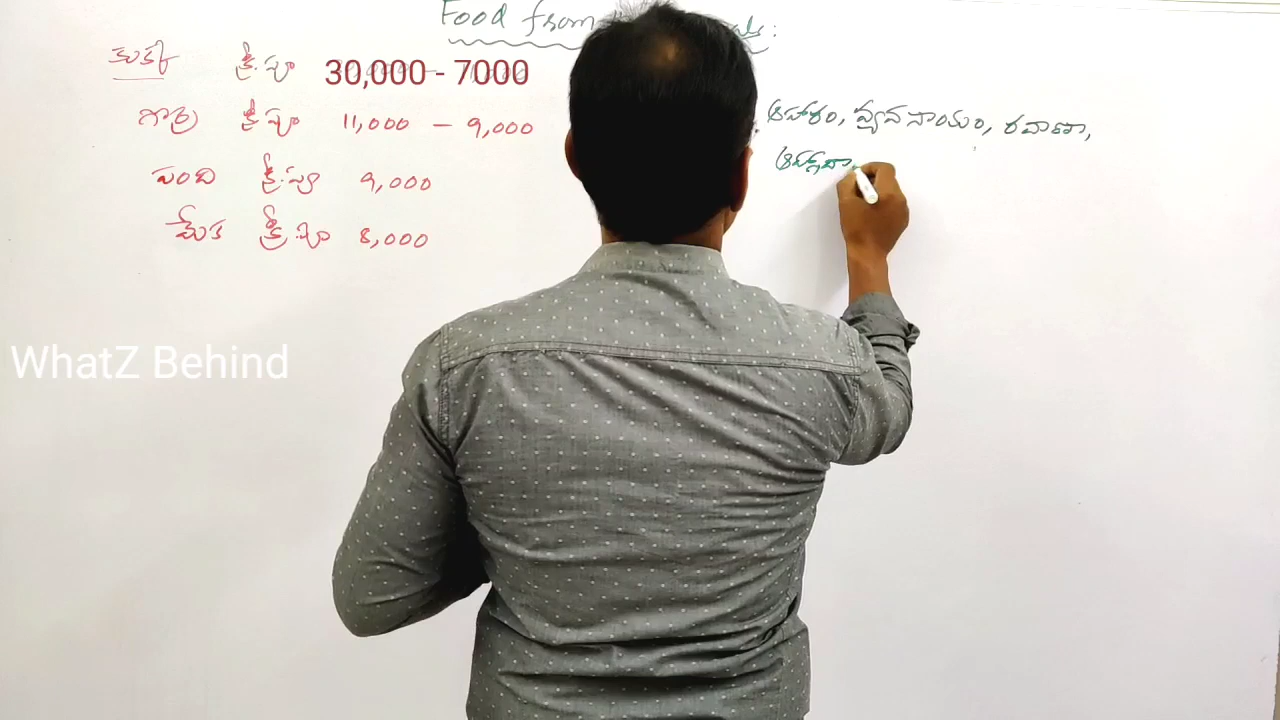 Food from
కుక్క క్రీ.పూ 30,000 - 7000
గొర్రె క్రీ.పూ 11,000 - 9,000
పంది క్రీ.పూ 9,000
మేక క్రీ.పూ 8,000
ఆహారం, వ్యవసాయం, రవాణా,
WhatZ Behind